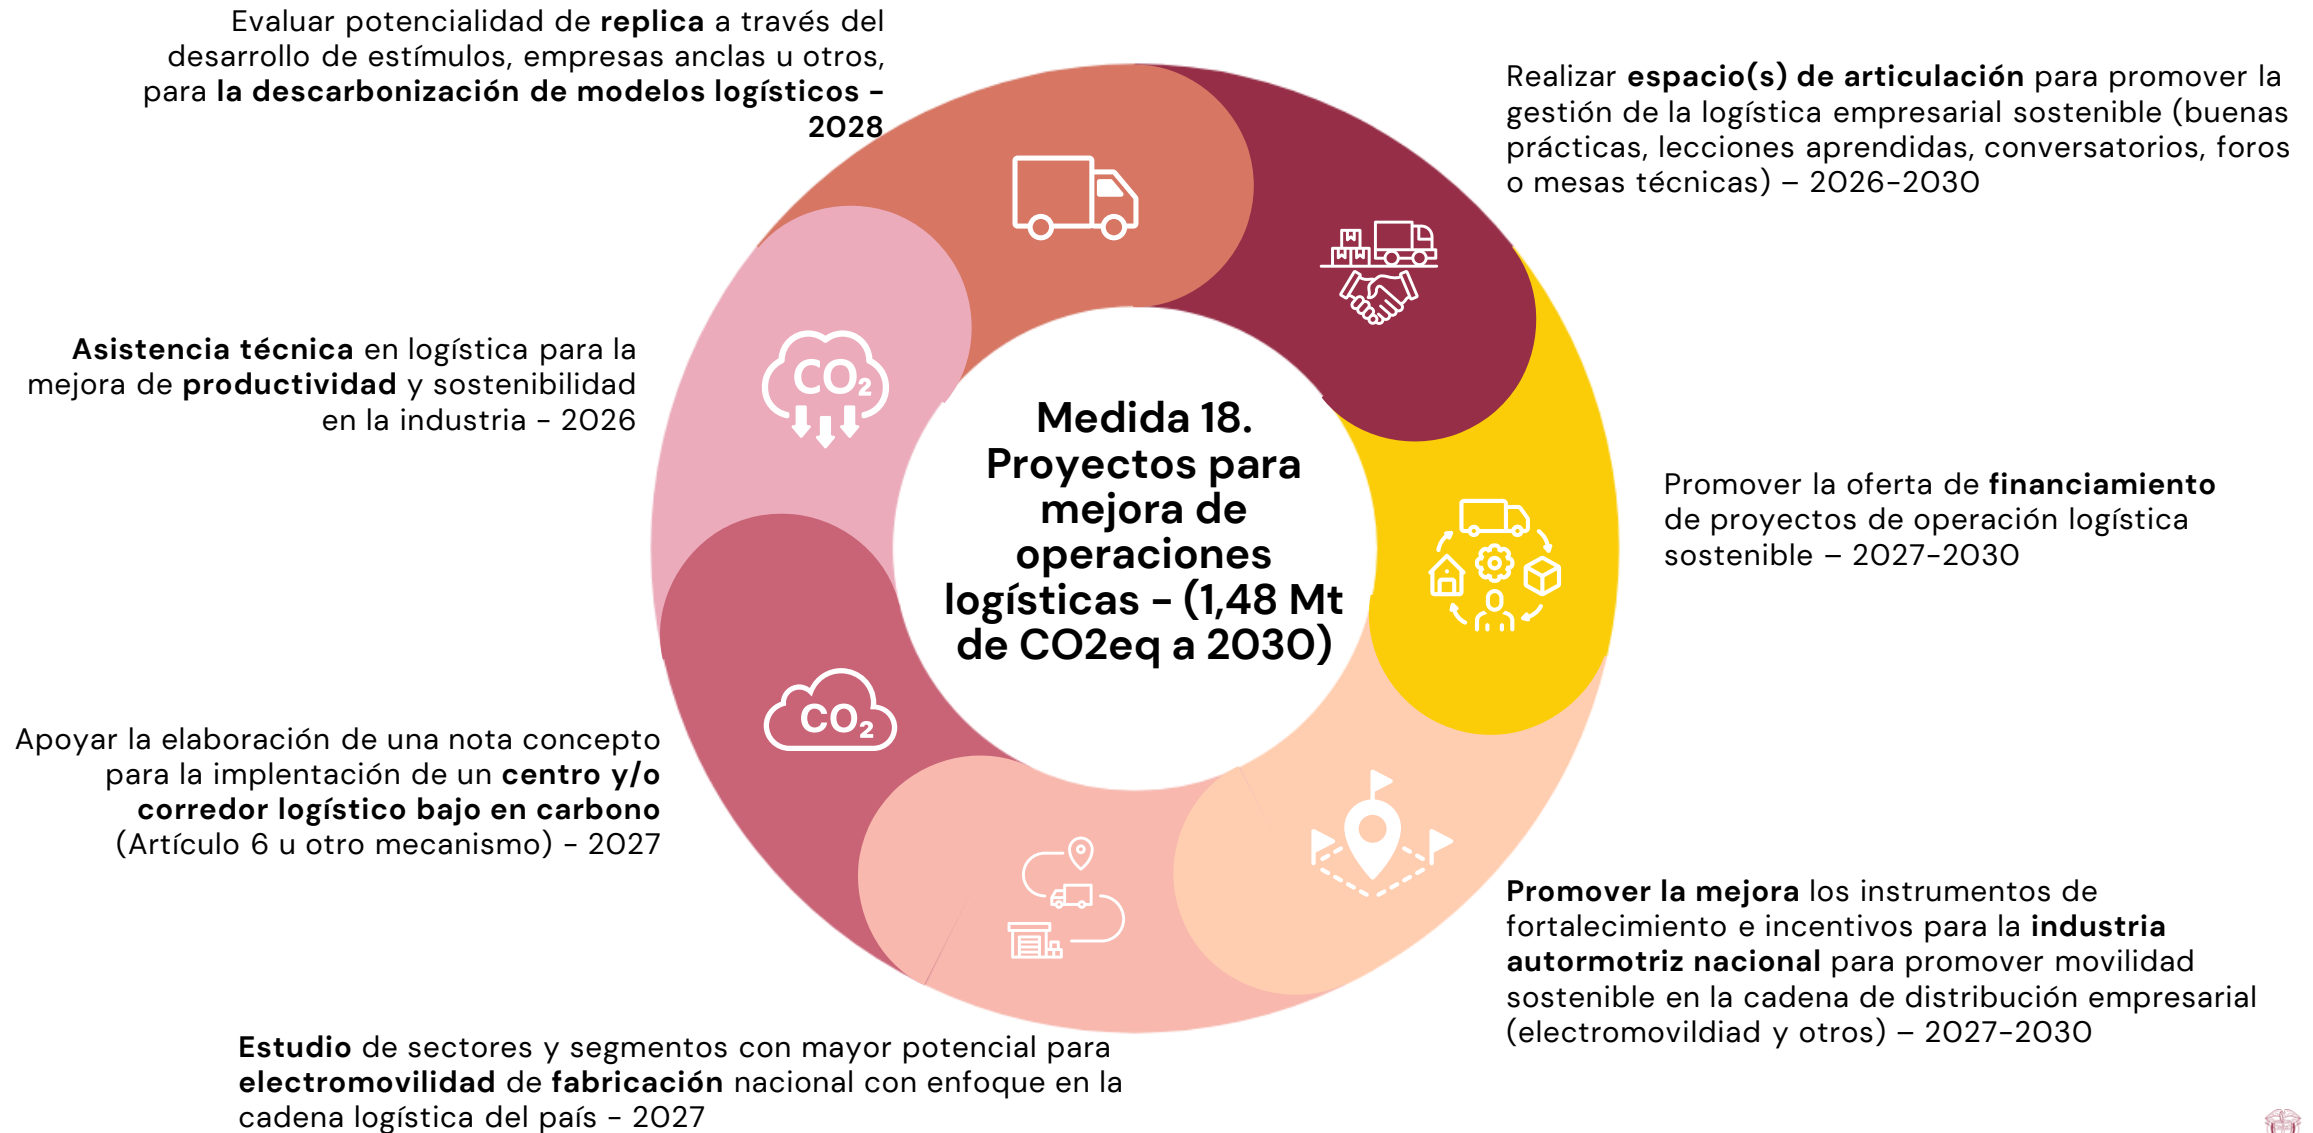 Evaluar potencialidad de replica a través del
desarrollo de estímulos, empresas anclas u otros,
para la descarbonización de modelos logísticos -
2028
Realizar espacio(s) de articulación para promover la
gestión de la logística empresarial sostenible (buenas
prácticas, lecciones aprendidas, conversatorios, foros
o mesas técnicas) – 2026-2030
Asistencia técnica en logística para la
mejora de productividad y sostenibilidad
en la industria - 2026
CO2
Medida 18.
Proyectos para
mejora de
operaciones
logísticas - (1,48 Mt
de CO2eq a 2030)
Promover la oferta de financiamiento
de proyectos de operación logística
sostenible – 2027-2030
Apoyar la elaboración de una nota concepto
para la implentación de un centro y/o
corredor logístico bajo en carbono
(Artículo 6 u otro mecanismo) - 2027
CO2
Promover la mejora los instrumentos de
fortalecimiento e incentivos para la industria
autormotriz nacional para promover movilidad
sostenible en la cadena de distribución empresarial
(electromovildiad y otros) – 2027-2030
Estudio de sectores y segmentos con mayor potencial para
electromovilidad de fabricación nacional con enfoque en la
cadena logística del país - 2027